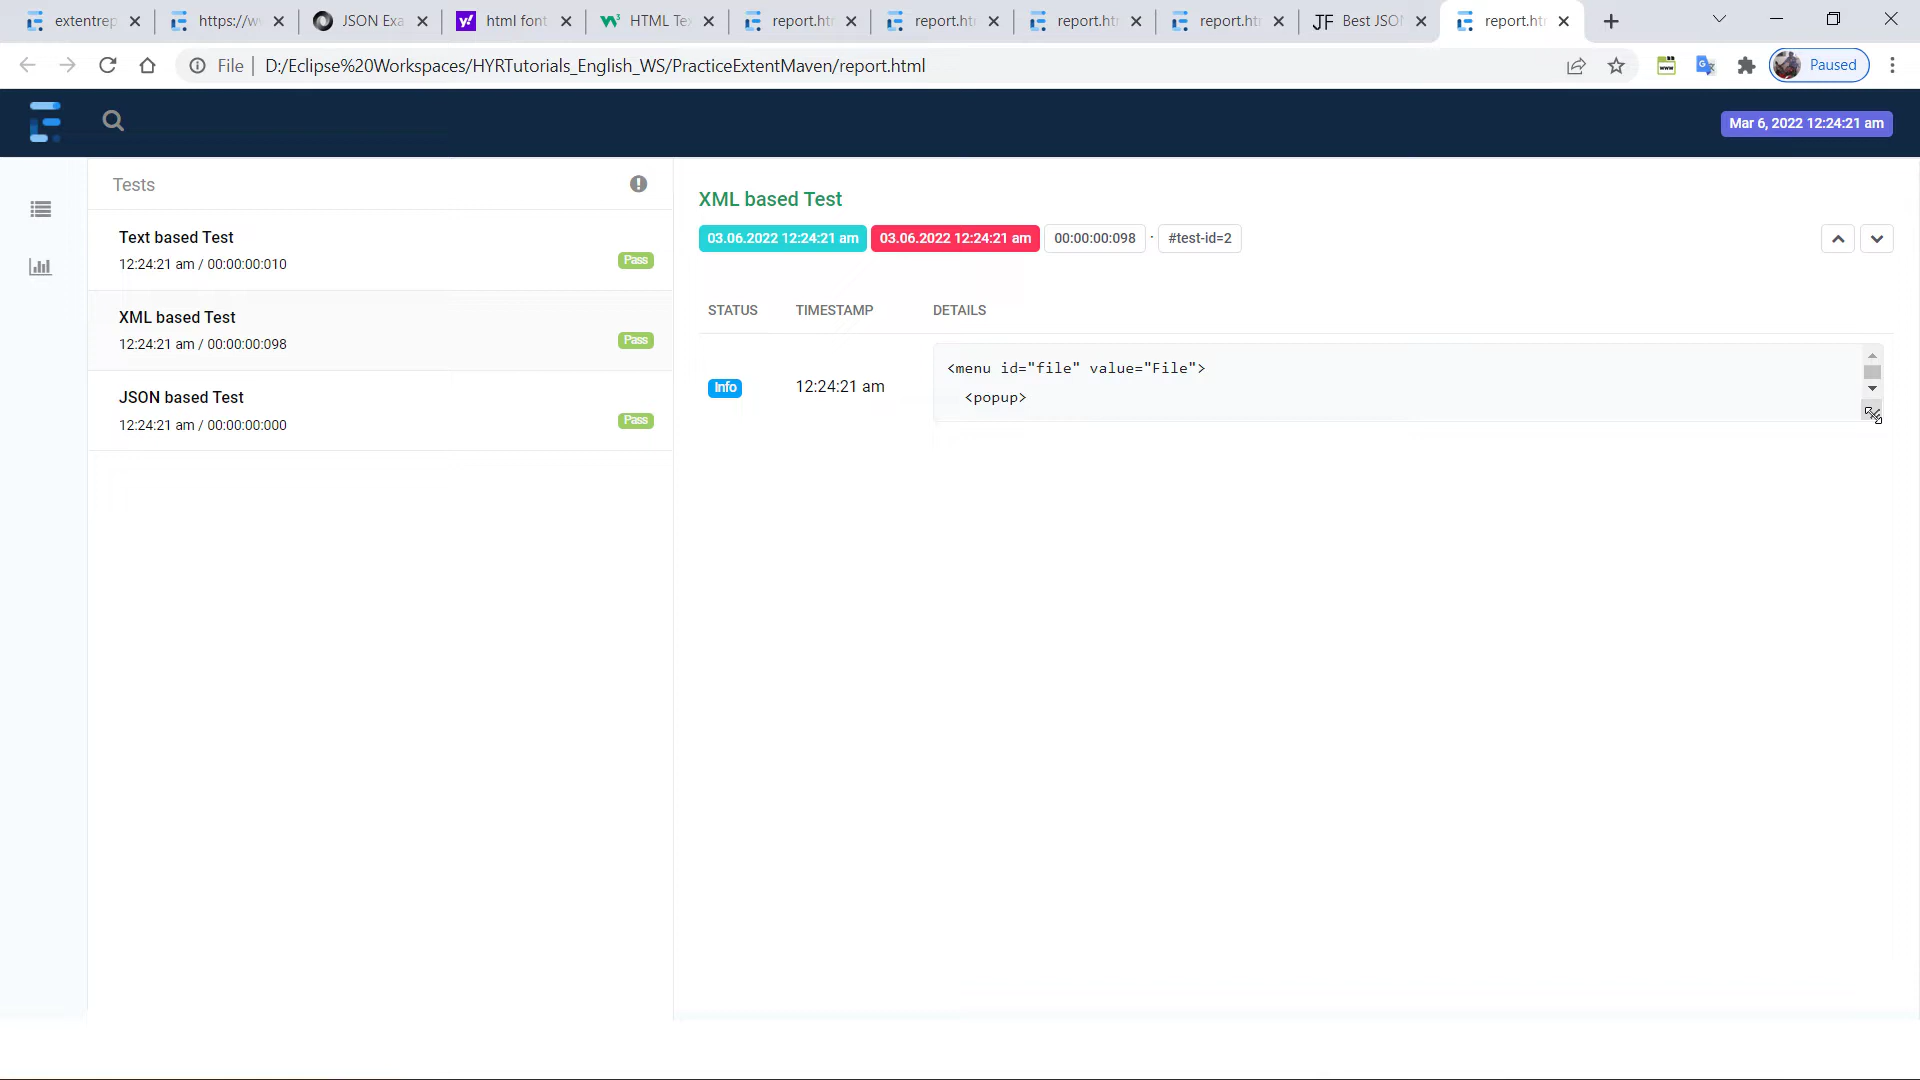 extentrep
https://w
JSON Exa
html font
HTML Te
report.ht
report.ht
report.ht
report.ht
JF Best JSO
report.ht
File D:/Eclipse%20Workspaces/HYRTutorials_English_WS/PracticeExtentMaven/report.html
Paused
Mar 6, 2022 12:24:21 am
Tests
Text based Test
12:24:21 am / 00:00:00:010
Pass
XML based Test
12:24:21 am / 00:00:00:098
Pass
JSON based Test
12:24:21 am / 00:00:00:000
Pass
XML based Test
03.06.2022 12:24:21 am 03.06.2022 12:24:21 am 00:00:00:098 · #test-id=2
STATUS TIMESTAMP DETAILS
Info 12:24:21 am
<menu id="file" value="File">
<popup>